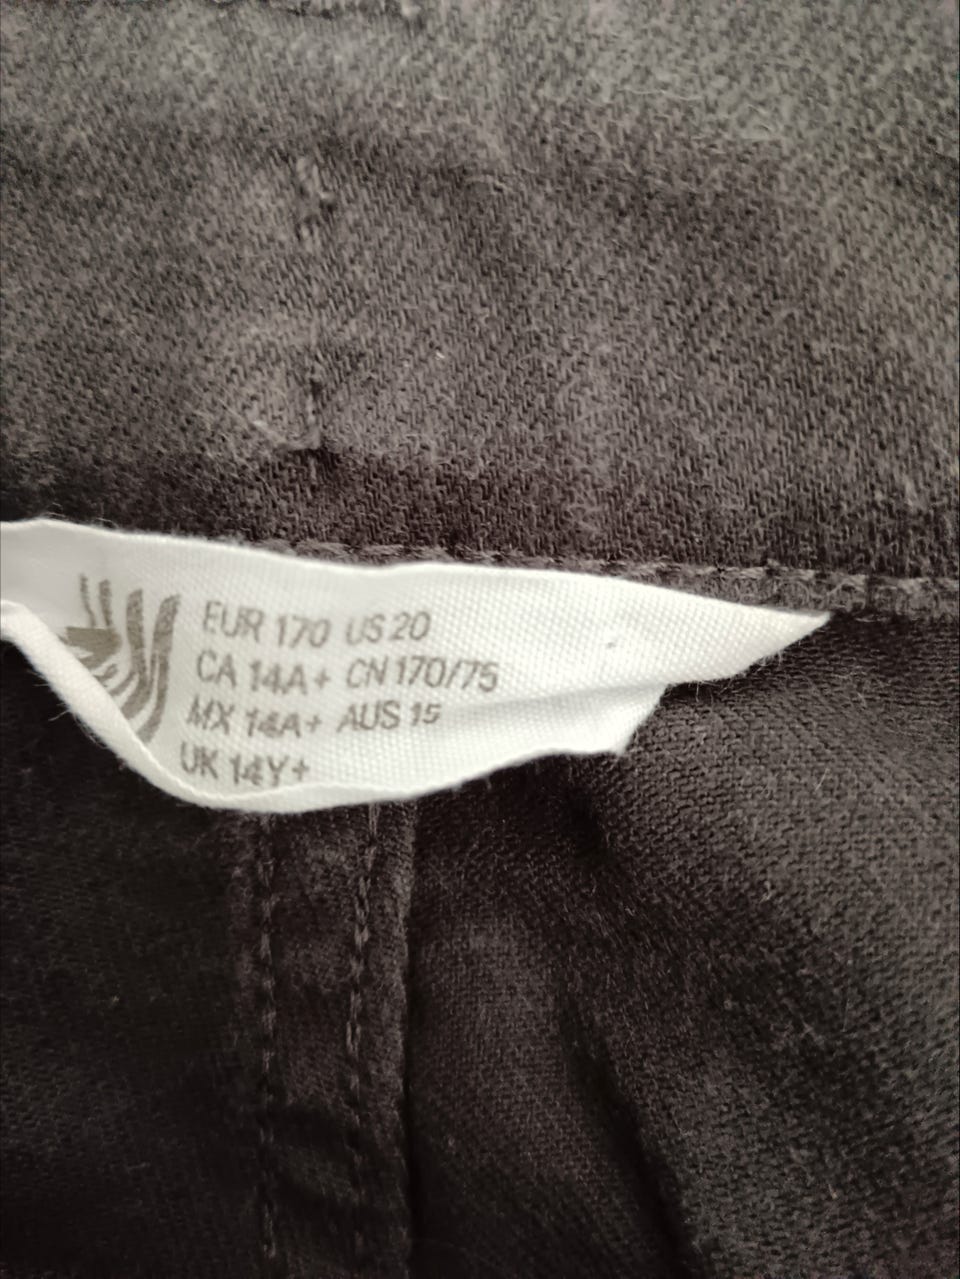 EUR 170 US 20
CA 14A+ CN 170/75
MX 14A+ AUS 15
UK 14Y+